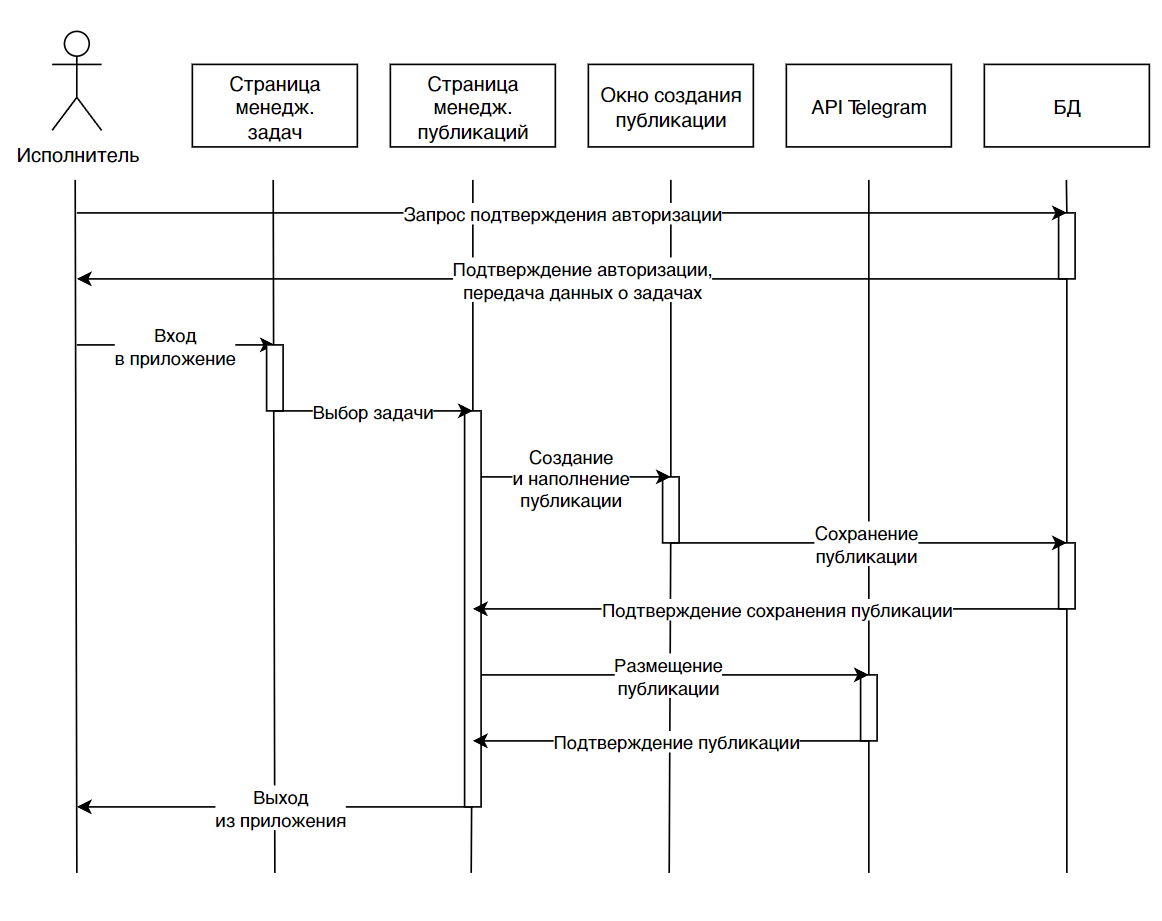 Исполнитель
Страница
менедж.
задач
Страница
менедж.
публикаций
Окно создания
публикации
API Telegram
БД
Запрос подтверждения авторизации
Подтверждение авторизации,
передача данных о задачах
Вход
в приложение
Выбор задачи
Создание
и наполнение
публикации
Сохранение
публикации
Подтверждение сохранения публикации
Размещение
публикации
Подтверждение публикации
Выход
из приложения